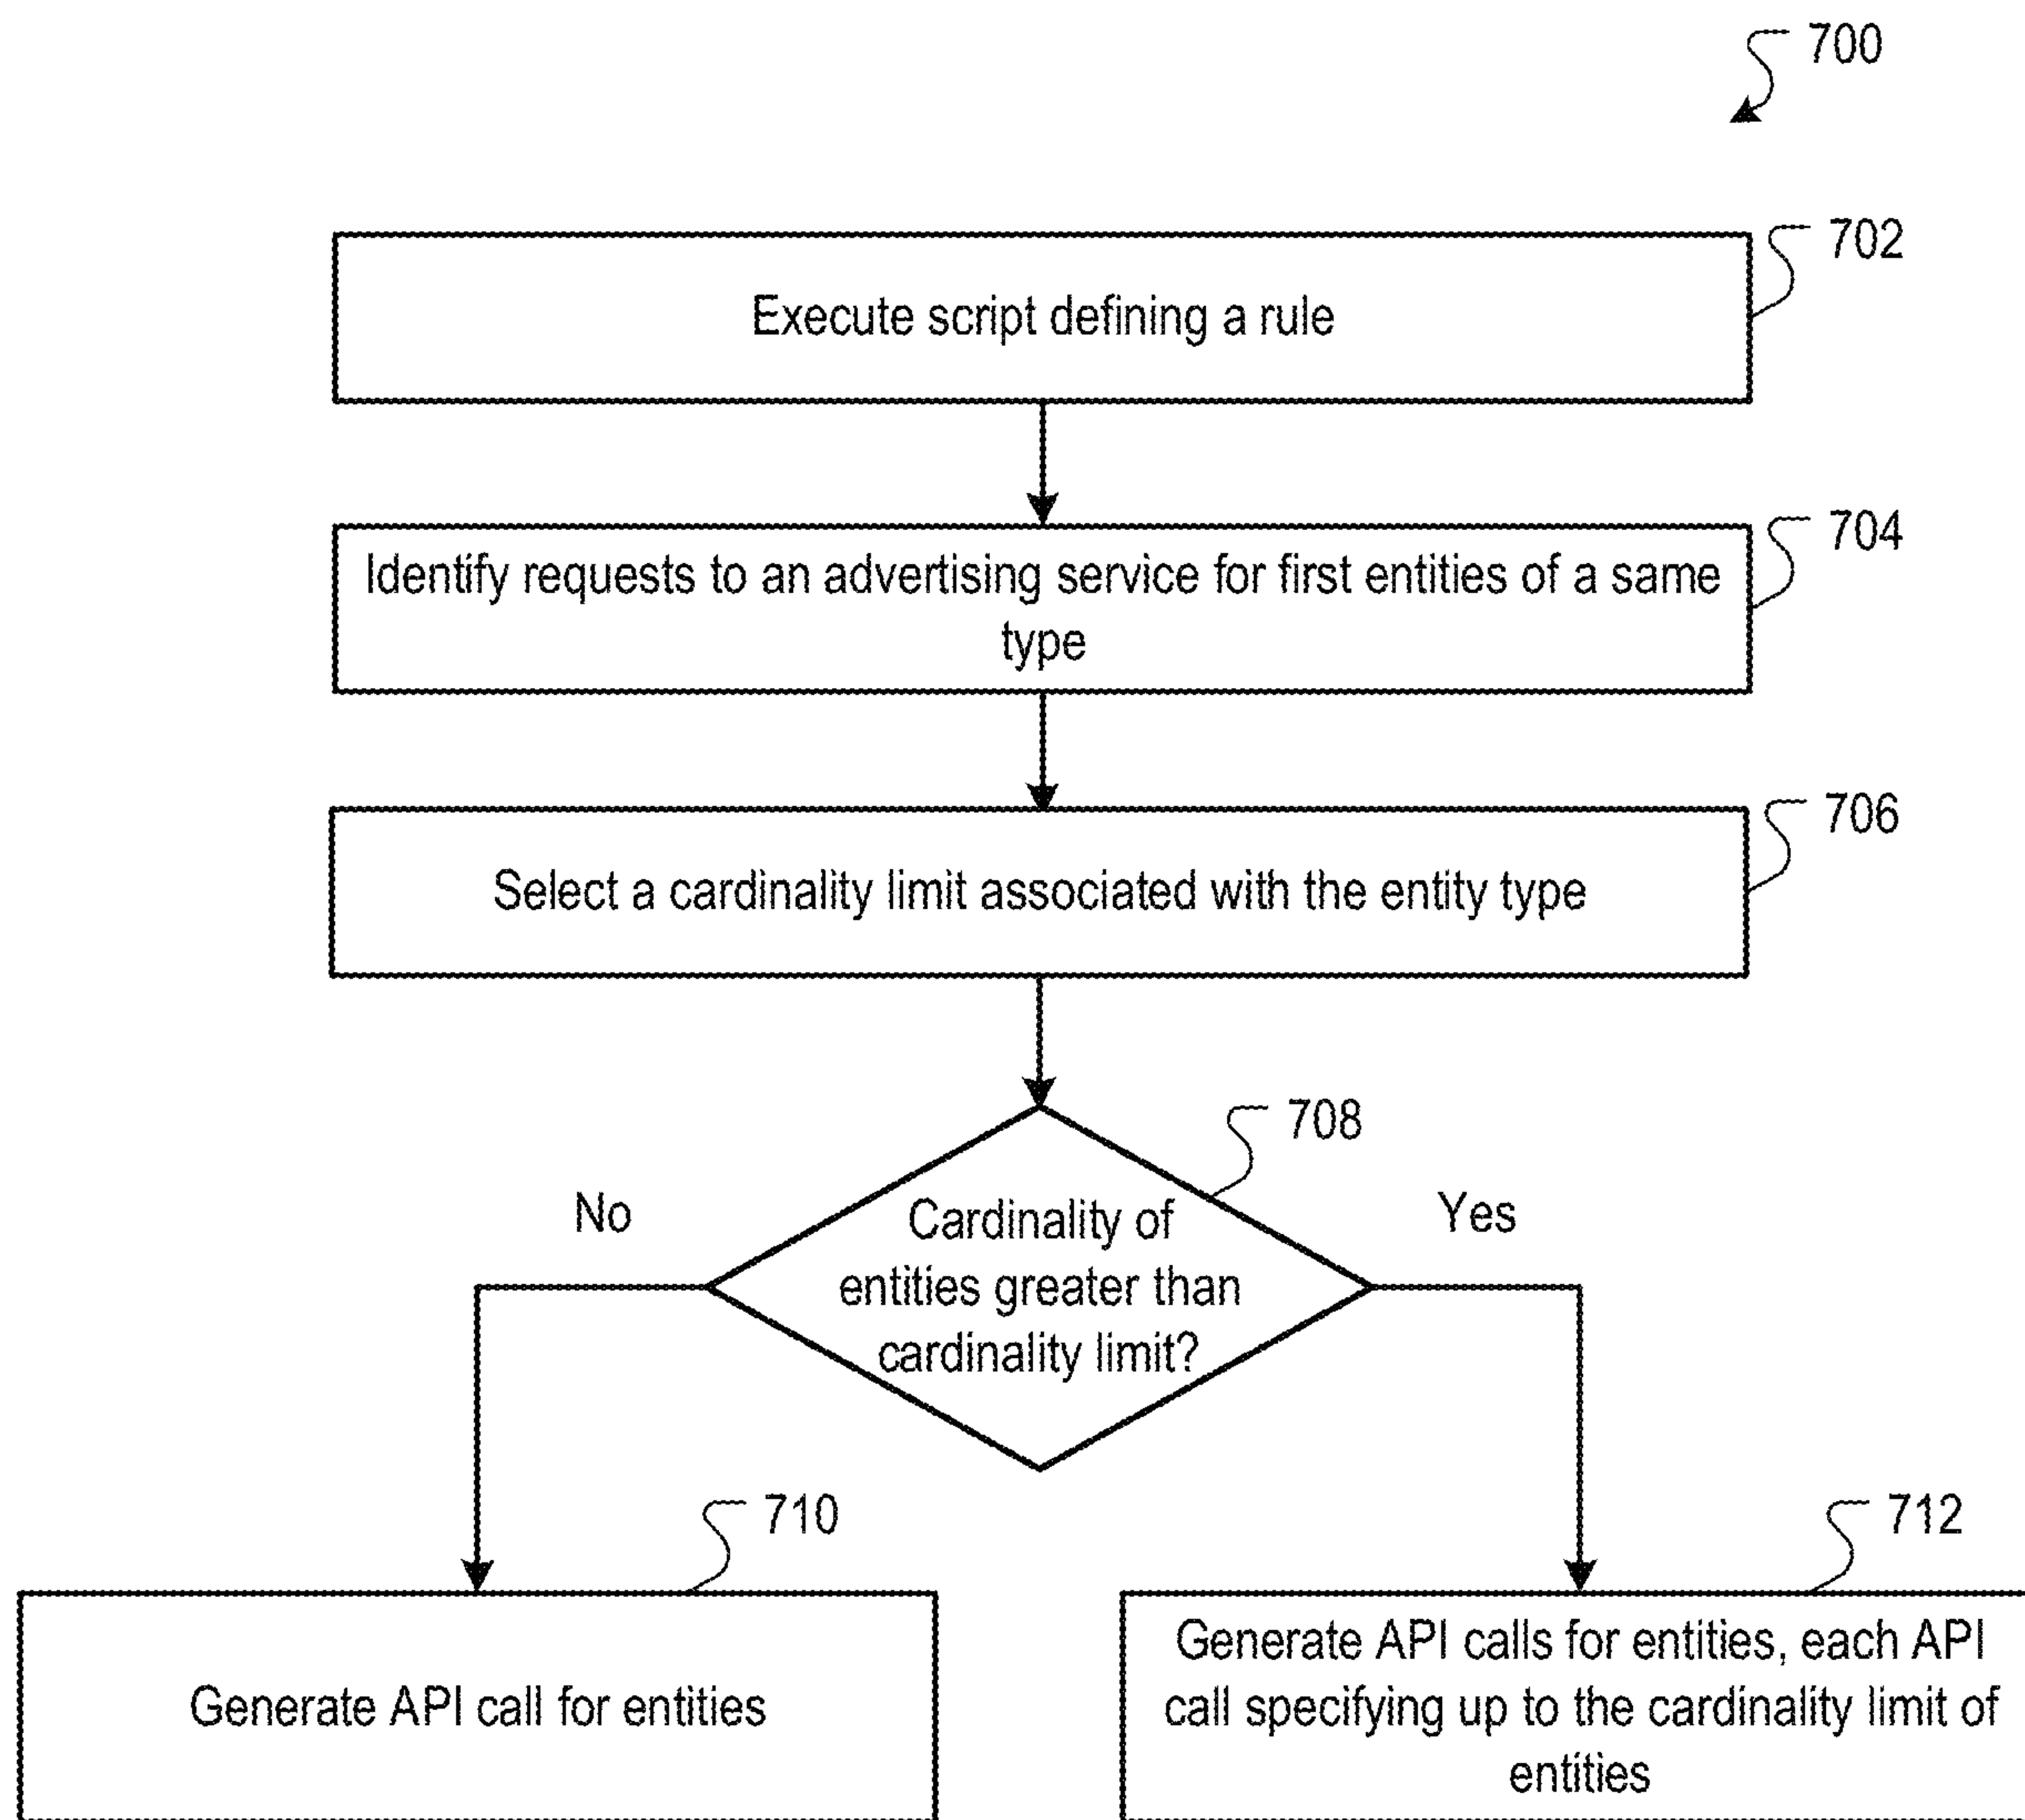 700
702
Execute script defining a rule
704
Identify requests to an advertising service for first entities of a same
type
706
Select a cardinality limit associated with the entity type
708
No
Yes
Cardinality of
entities greater than
cardinality limit?
710
712
Generate API call for entities
Generate API calls for entities, each API
call specifying up to the cardinality limit of
entities